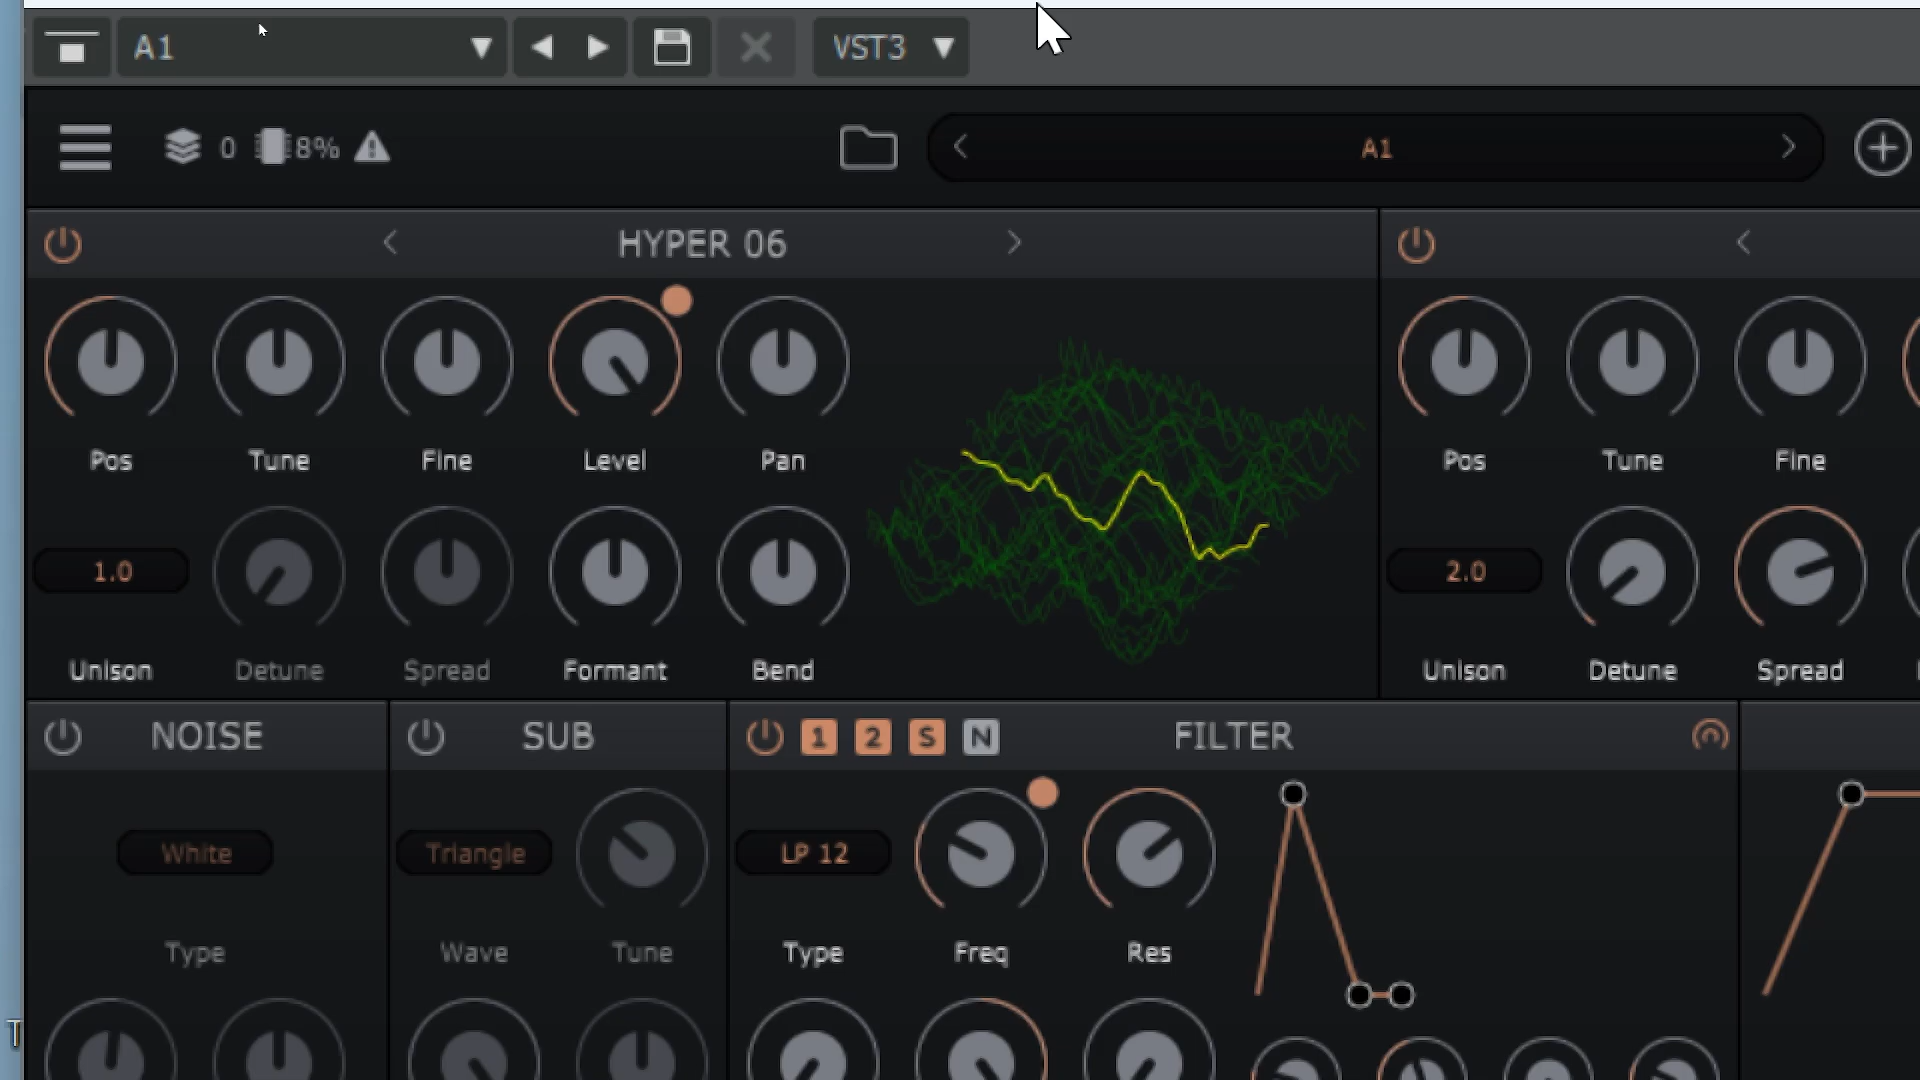 A1 VST3
0 8% A1
HYPER 06
Pos Tune Fine Level Pan Pos Tune Fine
1.0 2.0
Unison Detune Spread Formant Bend Unison Detune Spread
NOISE SUB 1 2 S N FILTER
White Triangle LP 12
Type Wave Tune Type Freq Res
T